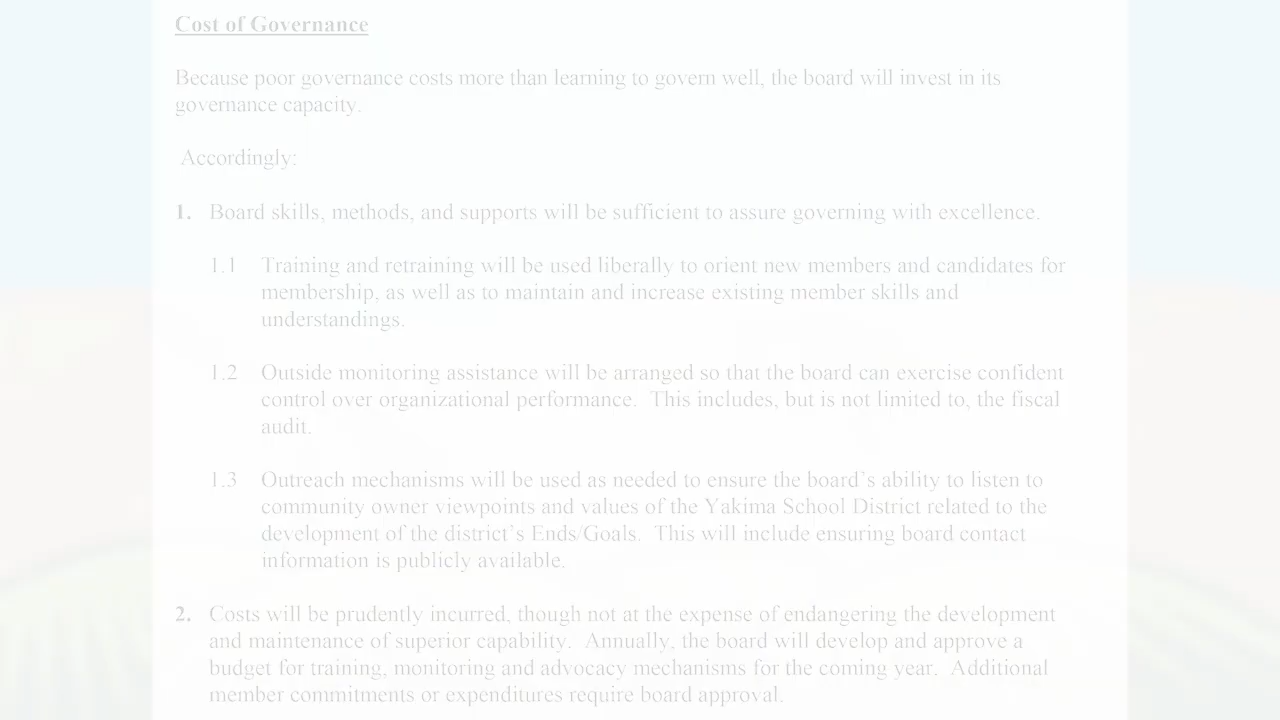 Cost of Governance
Because poor governance costs more than learning to govern well, the board will invest in its
governance capacity.
Accordingly:
1. Board skills, methods, and supports will be sufficient to assure governing with excellence.
1.1 Training and retraining will be used liberally to orient new members and candidates for
membership, as well as to maintain and increase existing member skills and
understandings.
1.2 Outside monitoring assistance will be arranged so that the board can exercise confident
control over organizational performance. This includes, but is not limited to, the fiscal
audit.
1.3 Outreach mechanisms will be used as needed to ensure the board's ability to listen to
community owner viewpoints and values of the Yakima School District related to the
development of the district's Ends/Goals. This will include ensuring board contact
information is publicly available.
2. Costs will be prudently incurred, though not at the expense of endangering the development
and maintenance of superior capability. Annually, the board will develop and approve a
budget for training, monitoring and advocacy mechanisms for the coming year. Additional
member commitments or expenditures require board approval.